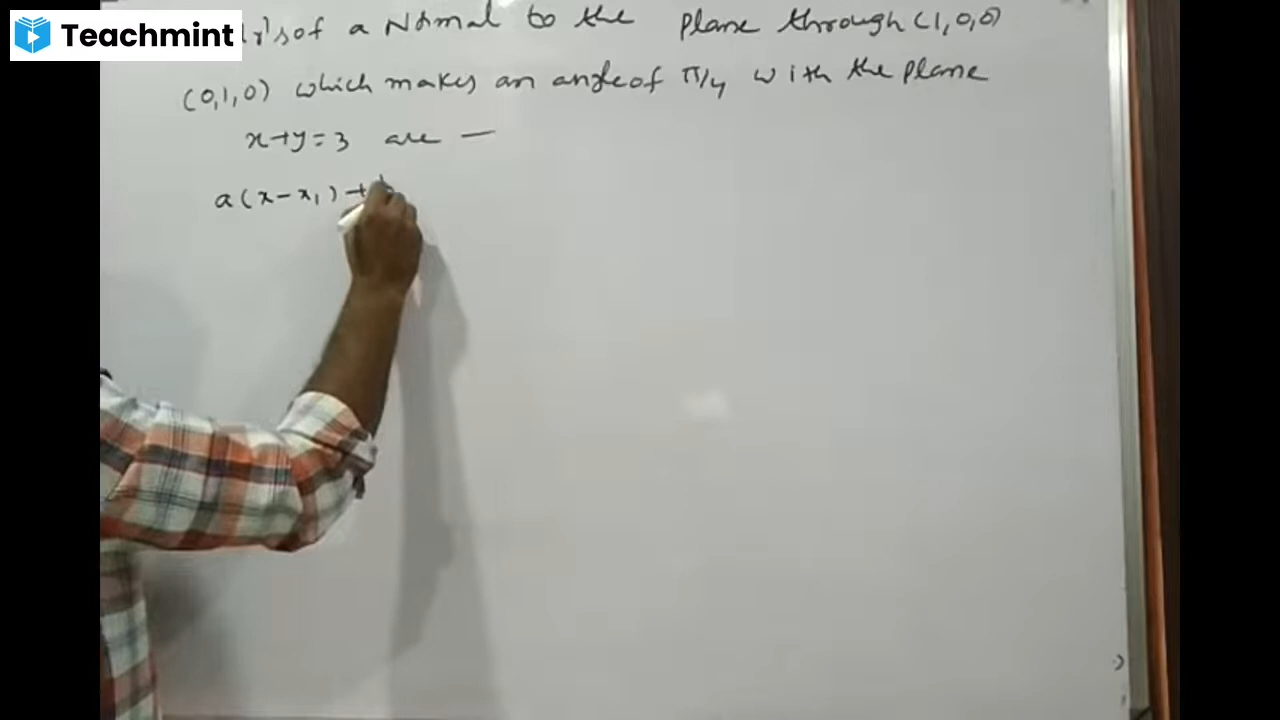 Teachmint
of a Normal to the plane through (1,0,0)
(0,1,0) which makes an angle of π/4 with the plane
x+y=3 are —
a(x-x₁)+